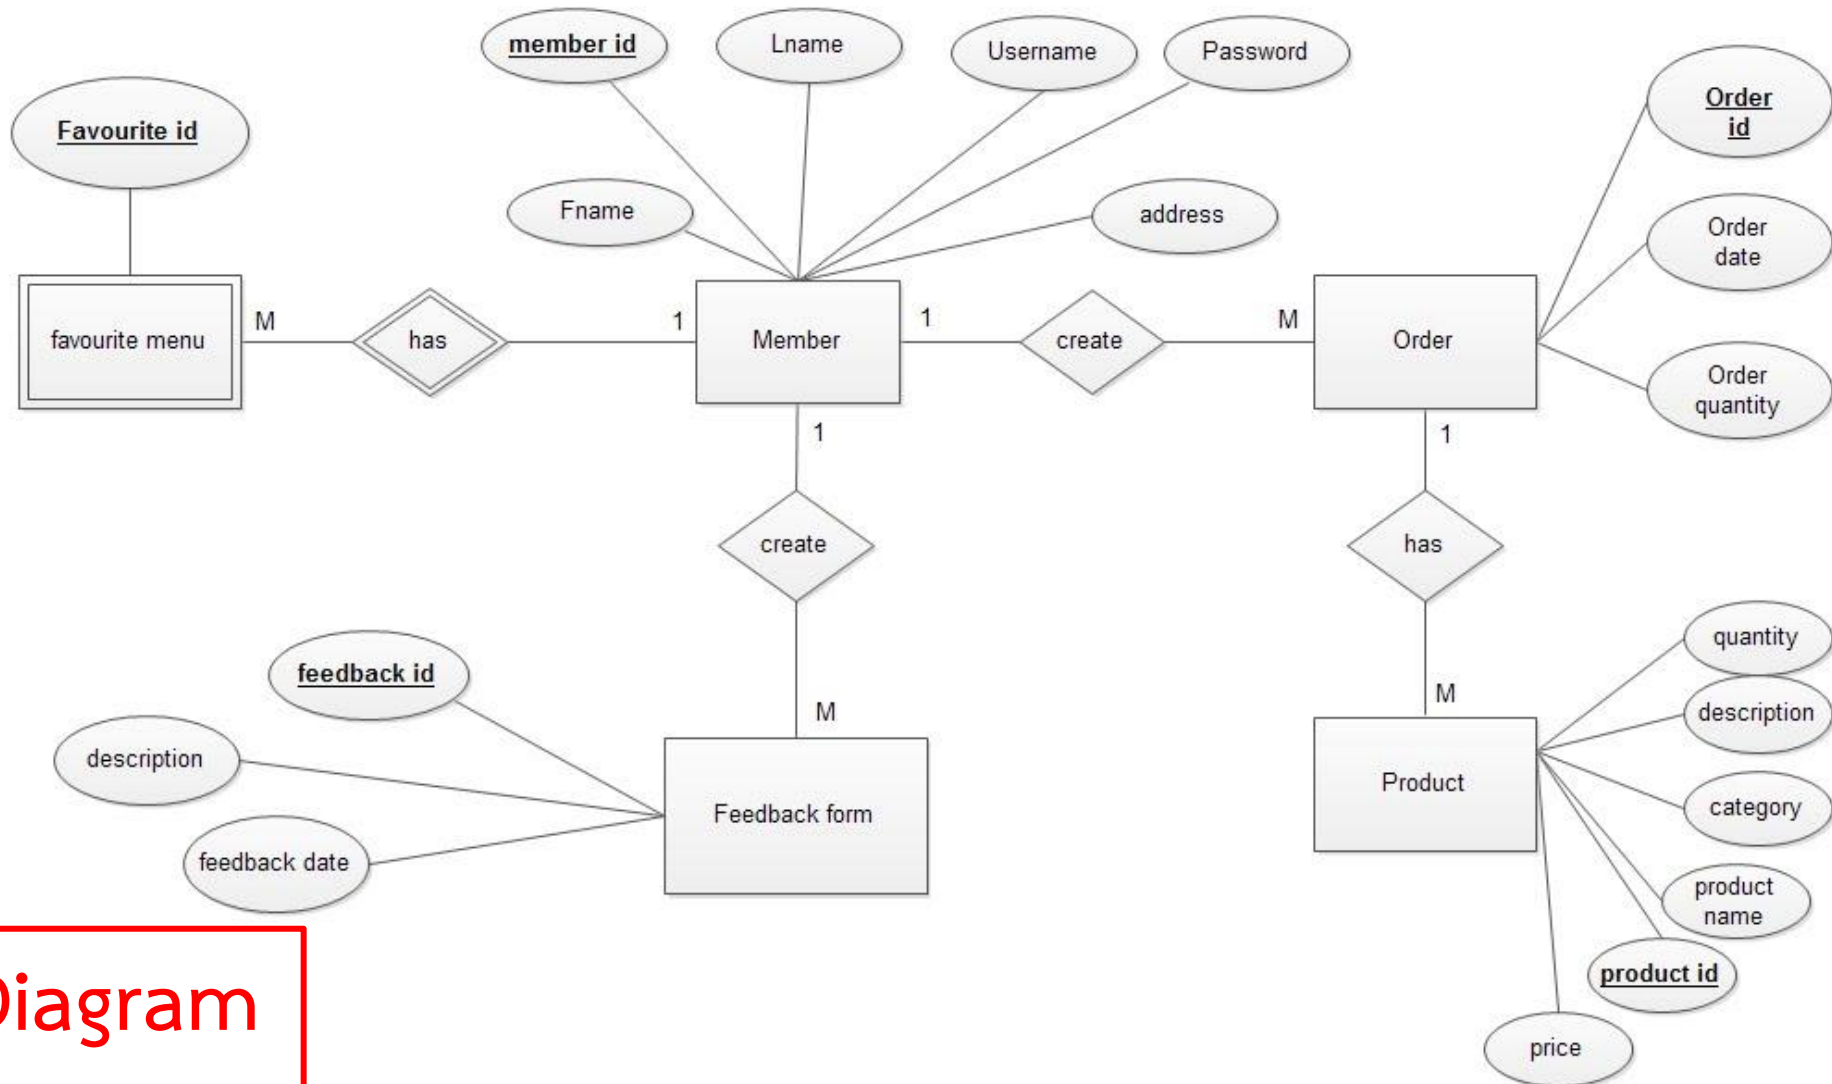 member id
Lname
Username
Password
Order
id
Favourite id
Fname
address
Order
date
favourite menu
M
has
1
Member
1
create
M
Order
Order
quantity
1
1
create
has
quantity
feedback id
M
M
description
description
Product
category
Feedback form
feedback date
product
name
product id
Diagram
price